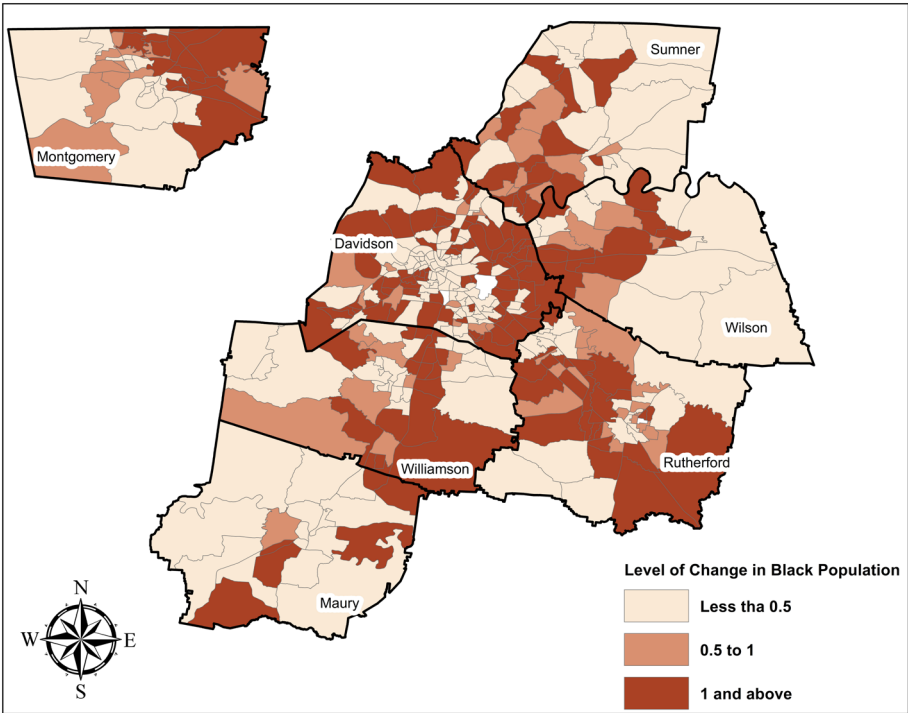 Sumner
Montgomery
Davidson
Wilson
Williamson
Rutherford
Maury
Level of Change in Black Population
Less tha 0.5
0.5 to 1
1 and above
N
W E
S